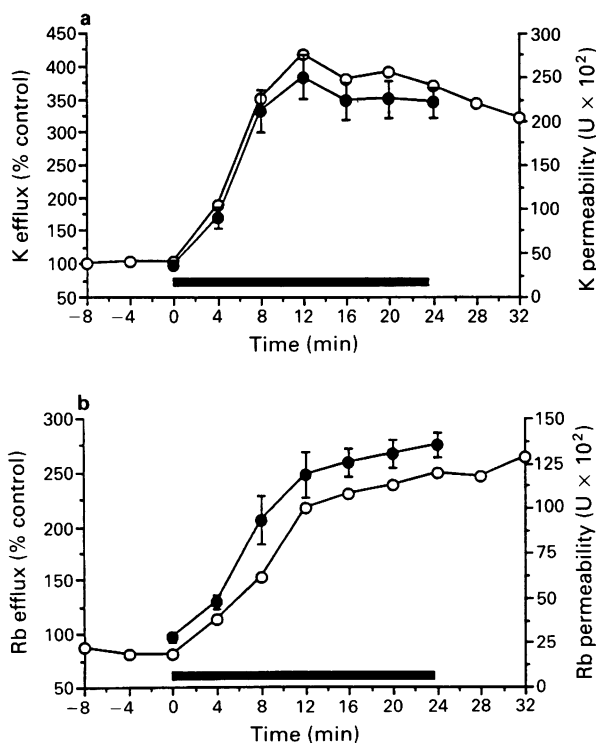 a
K efflux (% control)
450
400
350
300
250
200
150
100
50
300
250
200
150
100
50
0
K permeability (U × 10²)
−8 −4 0 4 8 12 16 20 24 28 32
Time (min)
b
Rb efflux (% control)
300
250
200
150
100
50
150
125
100
75
50
25
0
Rb permeability (U × 10²)
−8 −4 0 4 8 12 16 20 24 28 32
Time (min)